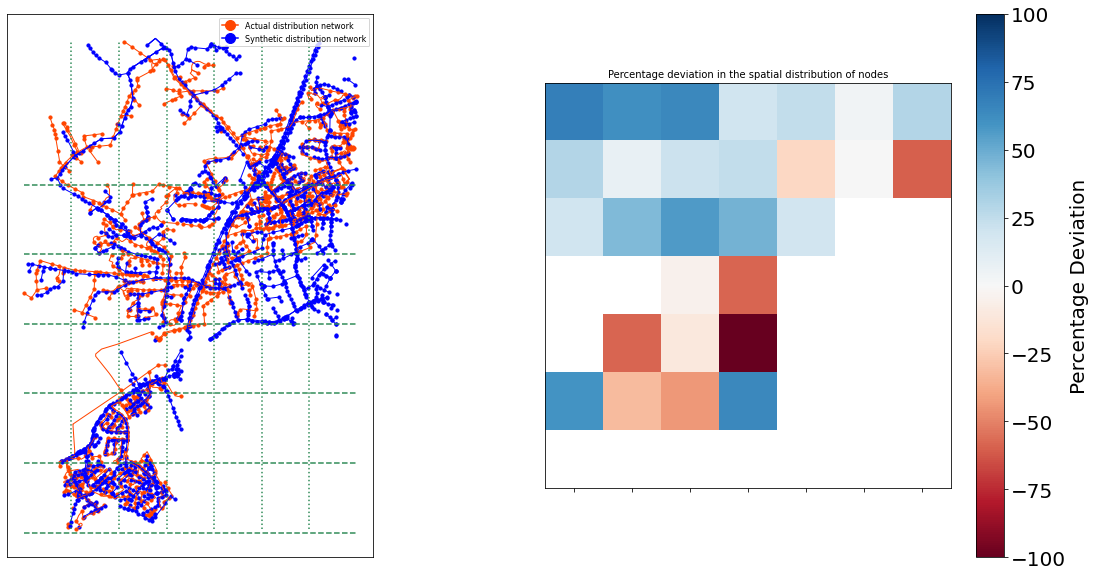 Actual distribution network
Synthetic distribution network
Percentage deviation in the spatial distribution of nodes
100
75
50
25
0
−25
−50
−75
−100
Percentage Deviation